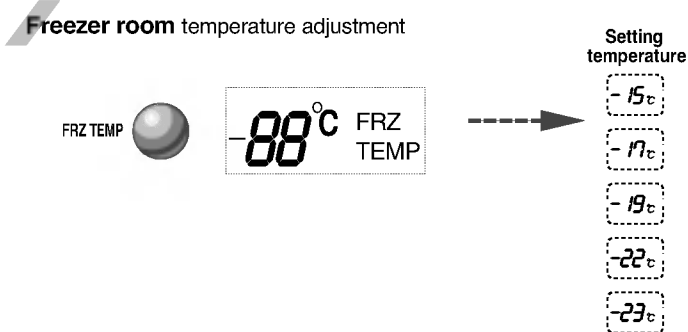 Freezer room temperature adjustment
Setting
temperature
FRZ TEMP
-88°C FRZ
TEMP
-15℃
-17℃
-19℃
-22℃
-23℃